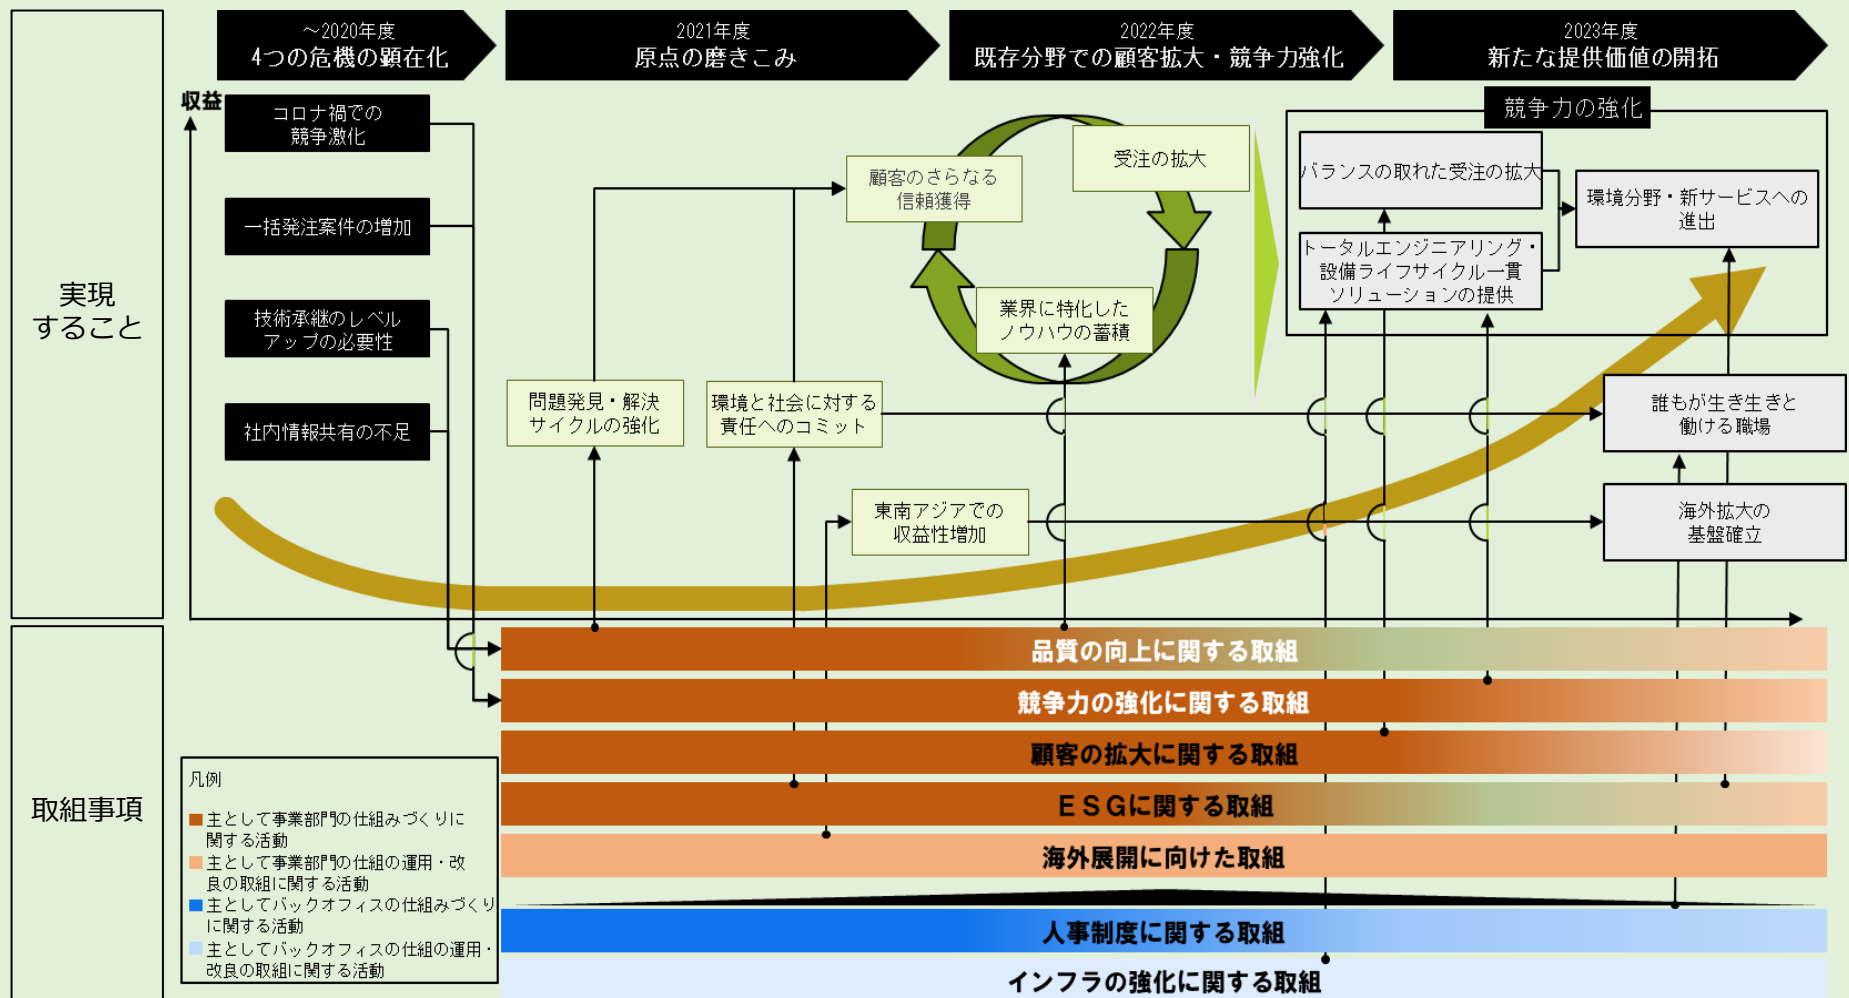 ～2020年度
4つの危機の顕在化
2021年度
原点の磨きこみ
2022年度
既存分野での顧客拡大・競争力強化
2023年度
新たな提供価値の開拓
実現
すること
収益
コロナ禍での
競争激化
一括発注案件の増加
技術承継のレベル
アップの必要性
社内情報共有の不足
問題発見・解決
サイクルの強化
環境と社会に対する
責任へのコミット
顧客のさらなる
信頼獲得
受注の拡大
業界に特化した
ノウハウの蓄積
東南アジアでの
収益性増加
競争力の強化
バランスの取れた受注の拡大
トータルエンジニアリング・
設備ライフサイクル一貫
ソリューションの提供
環境分野・新サービスへの
進出
誰もが生き生きと
働ける職場
海外拡大の
基盤確立
取組事項
品質の向上に関する取組
競争力の強化に関する取組
顧客の拡大に関する取組
ＥＳGに関する取組
海外展開に向けた取組
人事制度に関する取組
インフラの強化に関する取組
凡例
主として事業部門の仕組みづくりに
関する活動
主として事業部門の仕組の運用・改
良の取組に関する活動
主としてバックオフィスの仕組みづくり
に関する活動
主としてバックオフィスの仕組の運用・
改良の取組に関する活動